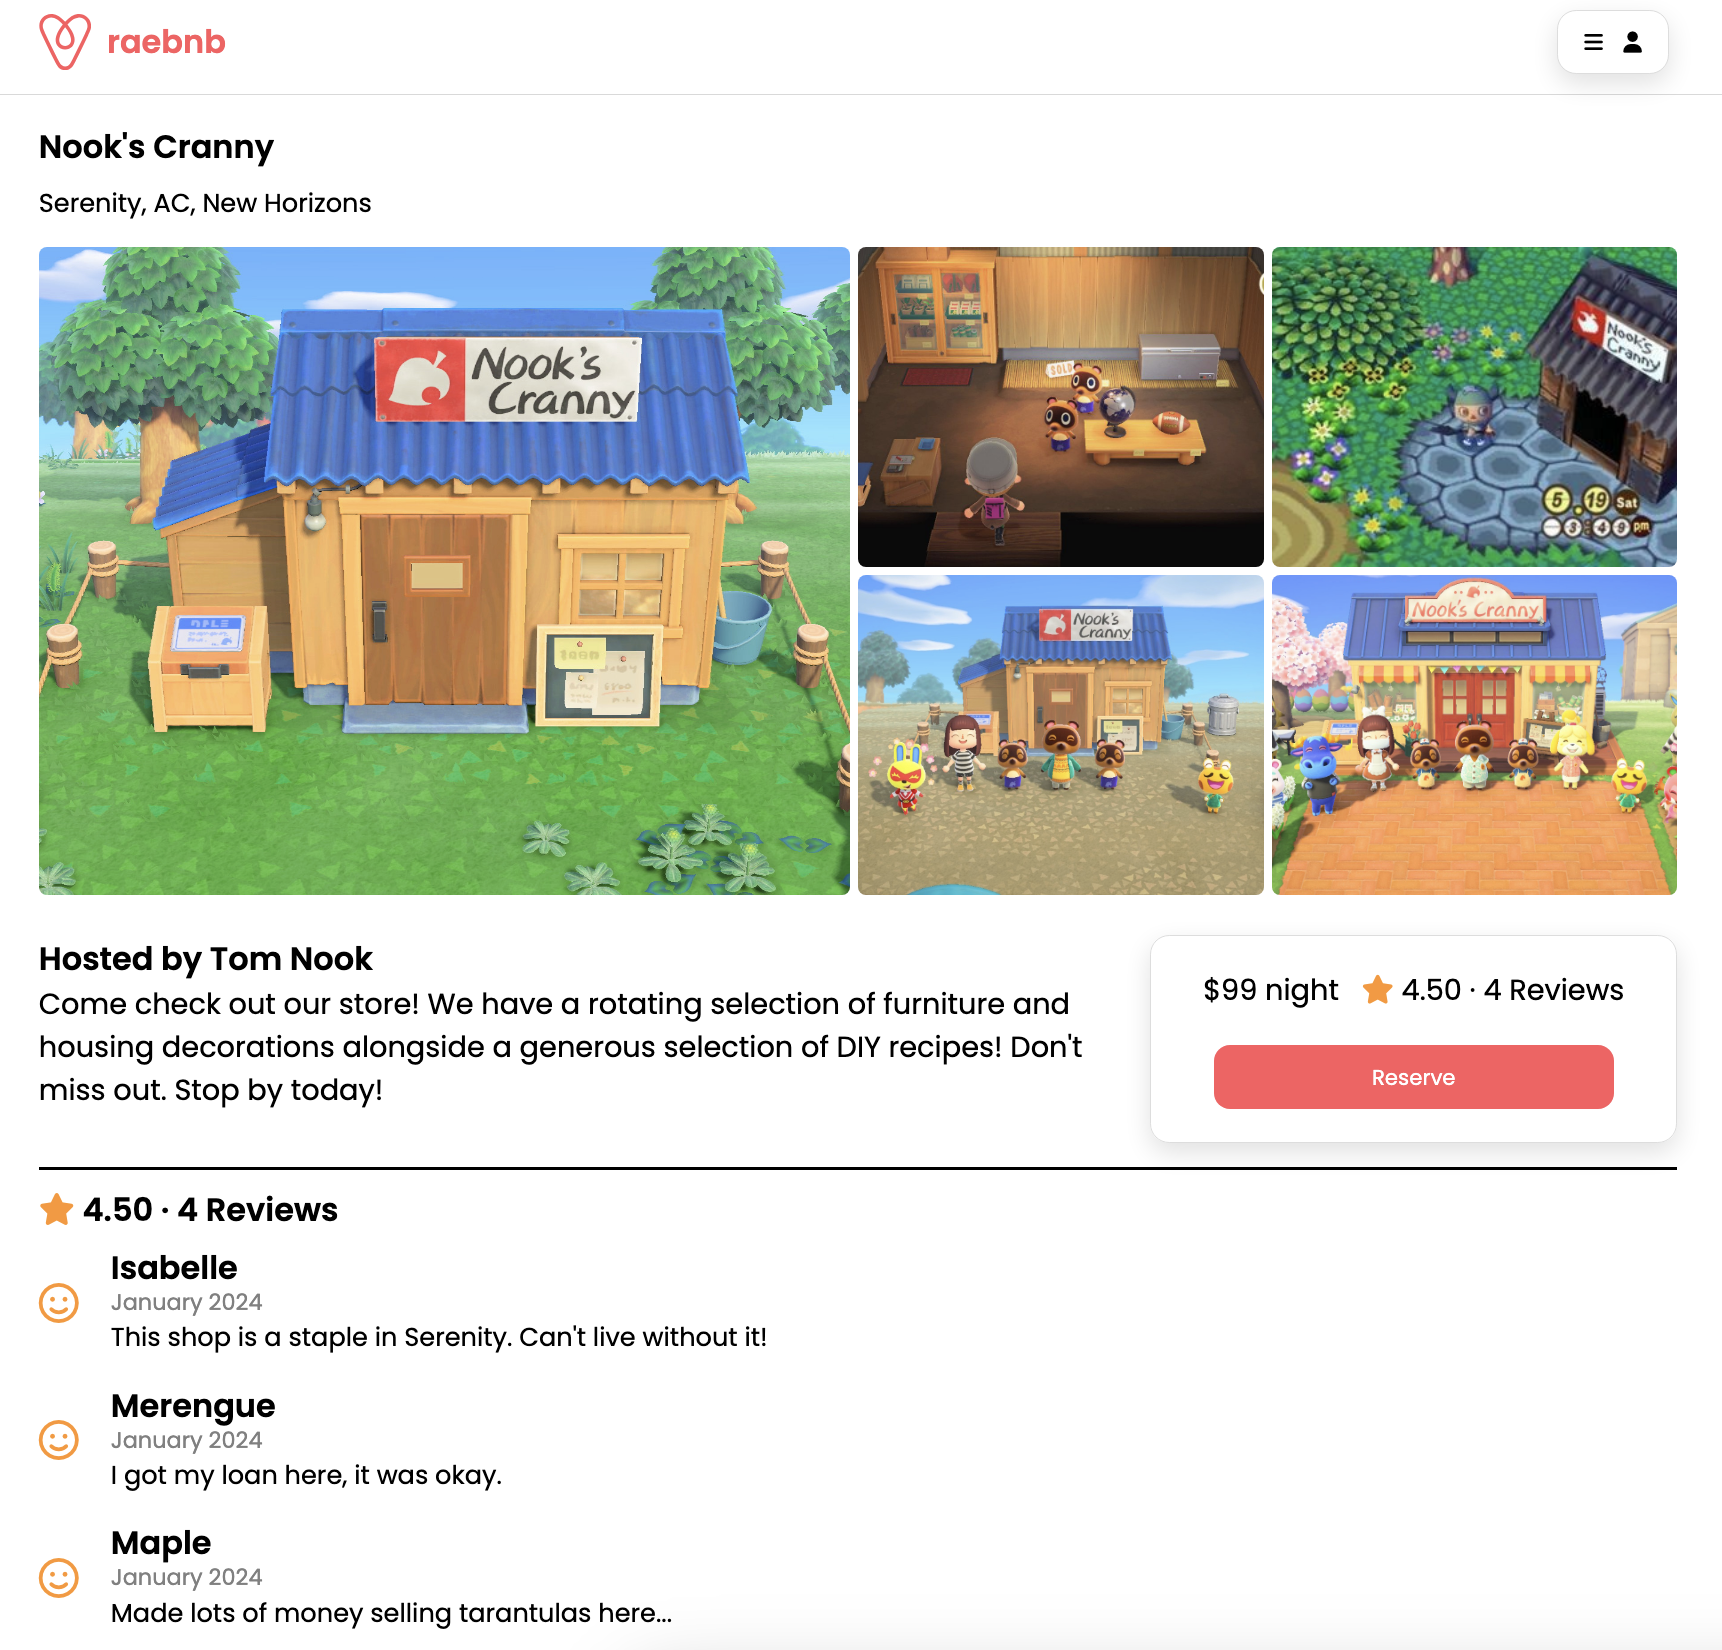 raebnb
Nook's Cranny
Serenity, AC, New Horizons
Nook's
Cranny
SOLD
Nook's
Cranny
5.19 Sat
3:49 pm
Nook's
Cranny
Nook's Cranny
Hosted by Tom Nook
Come check out our store! We have a rotating selection of furniture and
housing decorations alongside a generous selection of DIY recipes! Don't
miss out. Stop by today!
$99 night 4.50 · 4 Reviews
Reserve
4.50 · 4 Reviews
Isabelle
January 2024
This shop is a staple in Serenity. Can't live without it!
Merengue
January 2024
I got my loan here, it was okay.
Maple
January 2024
Made lots of money selling tarantulas here...